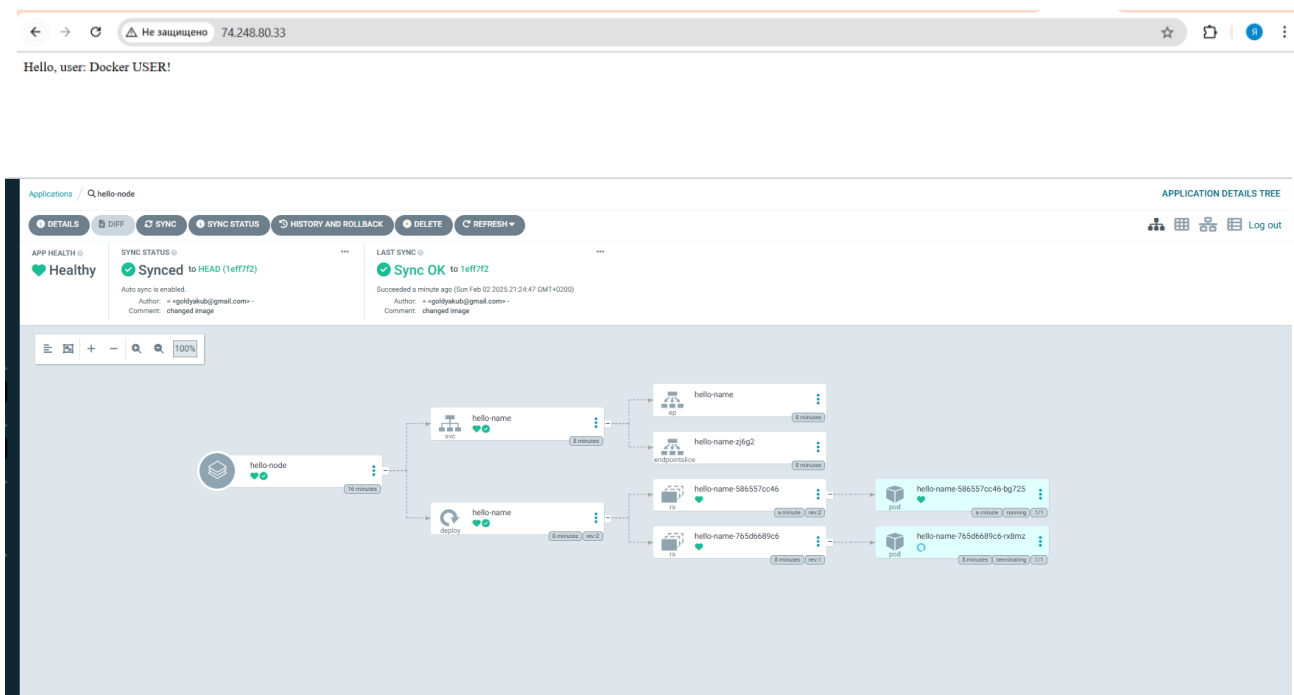 Не защищено 74.248.80.33
Я
Hello, user: Docker USER!
Applications / hello-node
APPLICATION DETAILS TREE
DETAILS DIFF SYNC SYNC STATUS HISTORY AND ROLLBACK DELETE REFRESH
Log out
APP HEALTH
Healthy
SYNC STATUS
Synced to HEAD (1eff7f2)
Auto sync is enabled.
Author: = <goldyakub@gmail.com> -
Comment: changed image
LAST SYNC
Sync OK to 1eff7f2
Succeeded a minute ago (Sun Feb 02 2025 21:24:47 GMT+0200)
Author: = <goldyakub@gmail.com> -
Comment: changed image
100%
hello-node
16 minutes
hello-name
svc
8 minutes
hello-name
deploy
8 minutes rev:2
hello-name
ep
8 minutes
hello-name-zj6g2
endpointslice
8 minutes
hello-name-586557cc46
rs
a minute rev:2
hello-name-765d6689c6
rs
8 minutes rev:1
hello-name-586557cc46-bg725
pod
a minute running 1/1
hello-name-765d6689c6-rx8mz
pod
8 minutes terminating 1/1